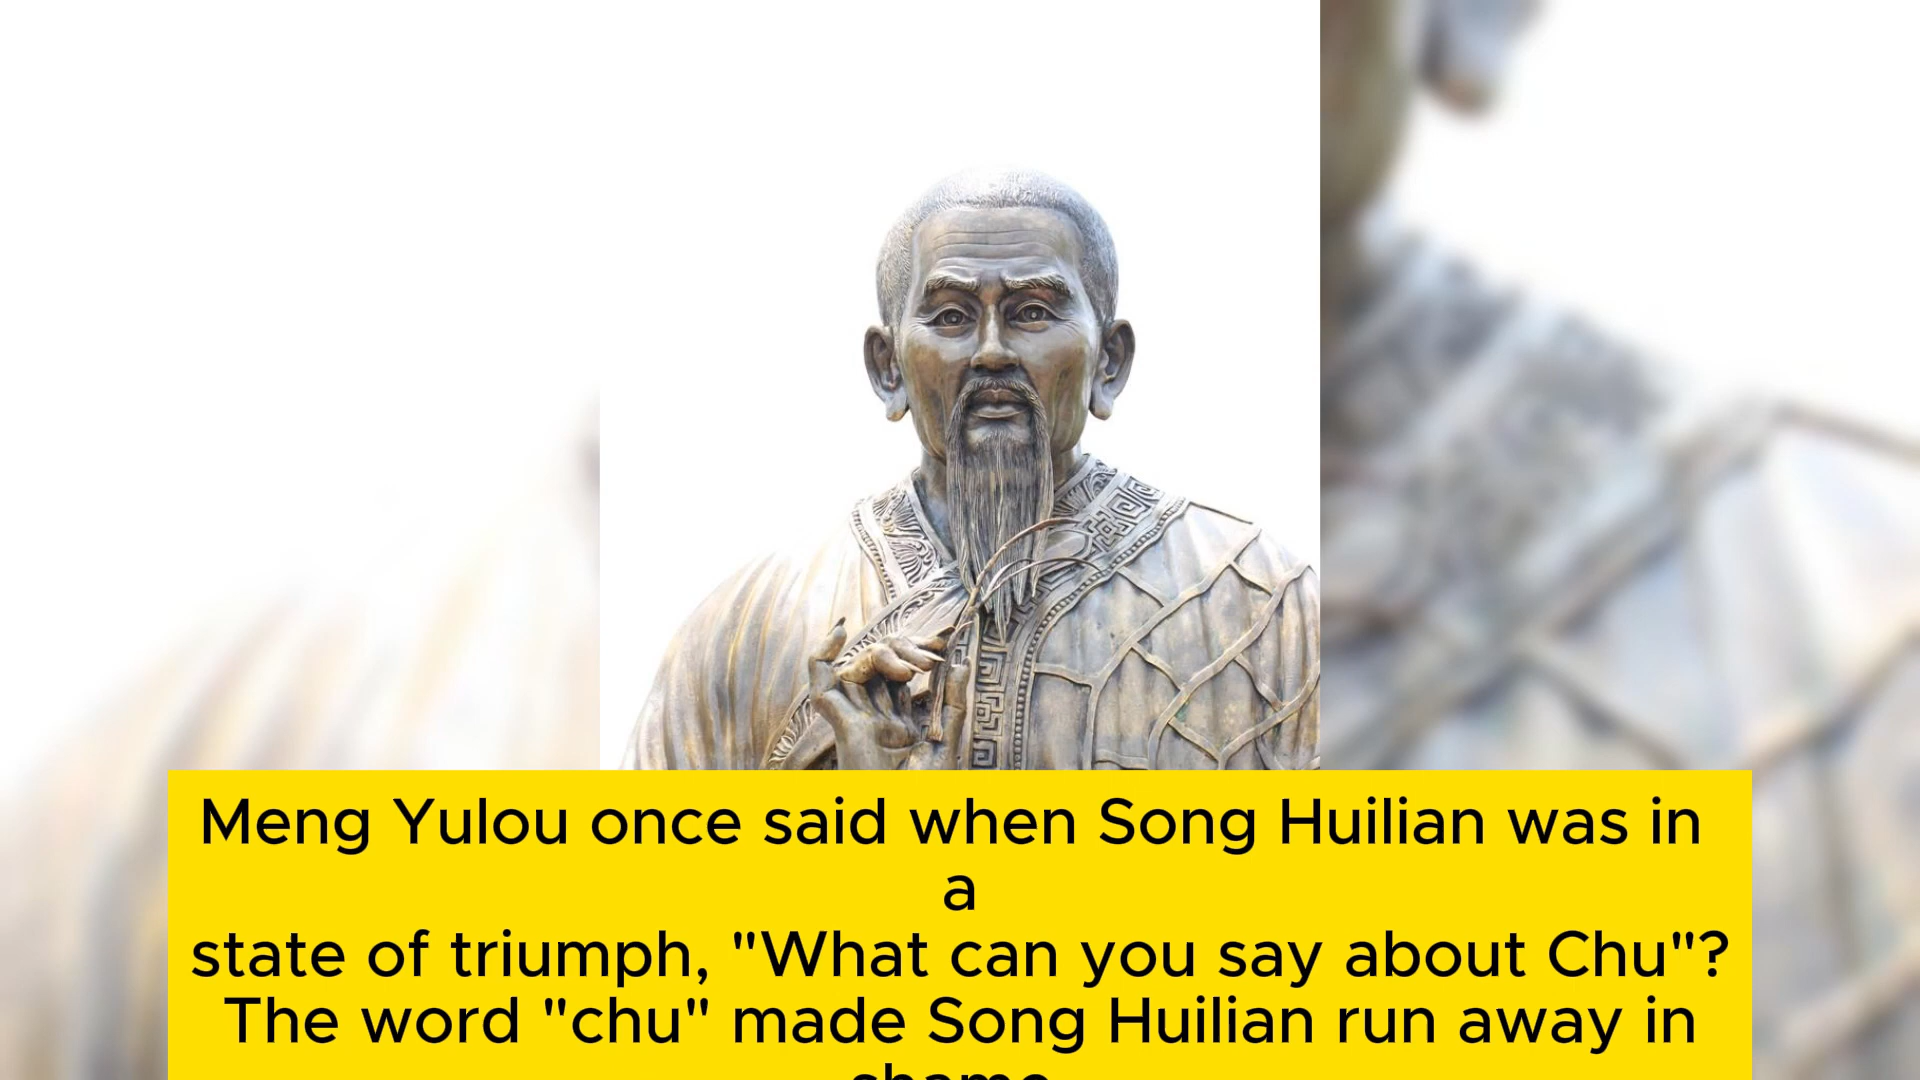 Meng Yulou once said when Song Huilian was in
a
state of triumph, "What can you say about Chu"?
The word "chu" made Song Huilian run away in
shame